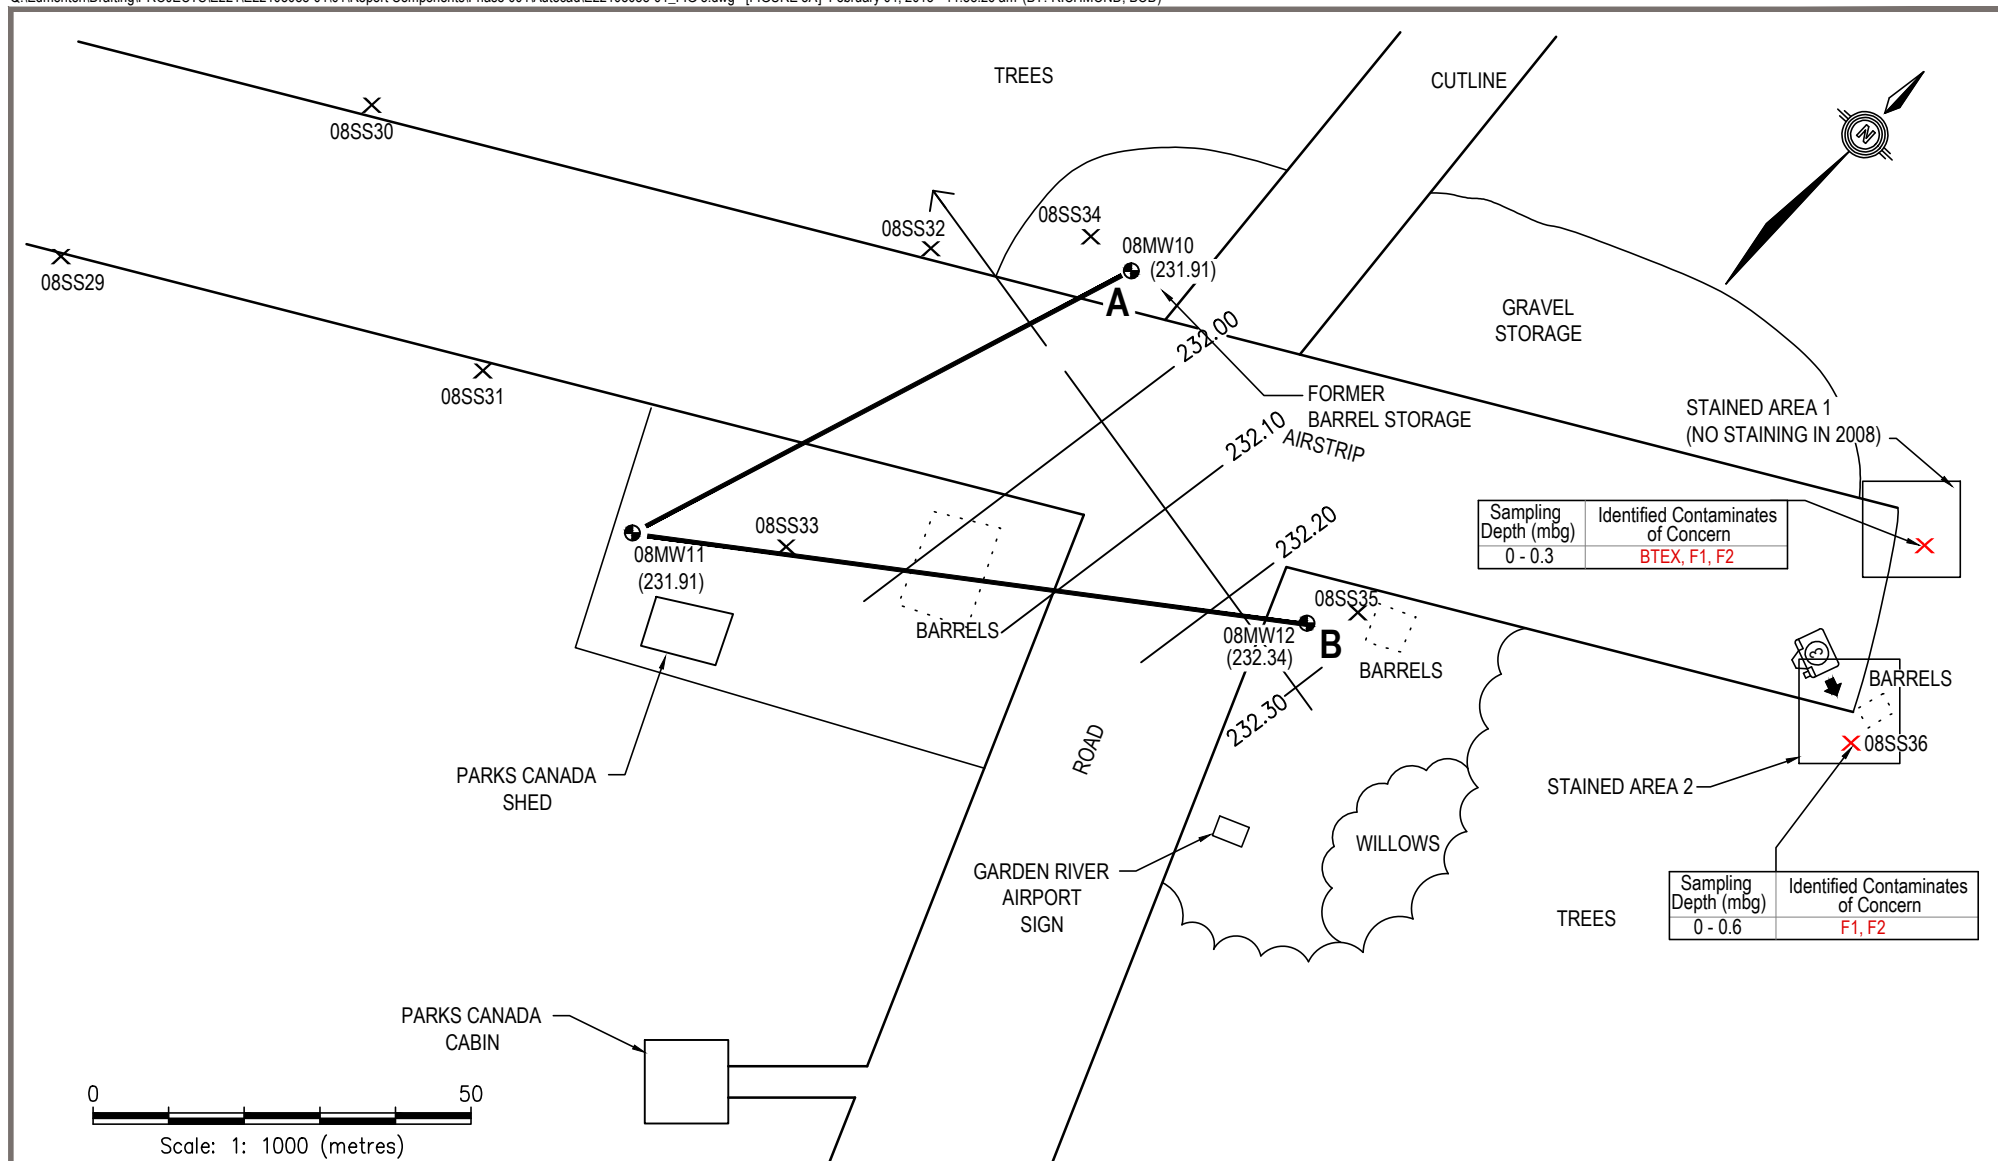 TREES
CUTLINE
08SS30
08SS34
08SS32
08MW10
(231.91)
N
08SS29
A
232.00
GRAVEL
STORAGE
08SS31
FORMER
BARREL STORAGE
232.10
AIRSTRIP
STAINED AREA 1
(NO STAINING IN 2008)
08SS33
232.20
Sampling
Depth (mbg)
Identified Contaminates
of Concern
0 - 0.3
BTEX, F1, F2
08MW11
(231.91)
BARRELS
08SS35
08MW12
(232.34)
B
BARRELS
3
BARRELS
232.30
08SS36
ROAD
PARKS CANADA
SHED
STAINED AREA 2
WILLOWS
GARDEN RIVER
AIRPORT
SIGN
TREES
Sampling
Depth (mbg)
Identified Contaminates
of Concern
0 - 0.6
F1, F2
PARKS CANADA
CABIN
0
50
Scale: 1: 1000 (metres)